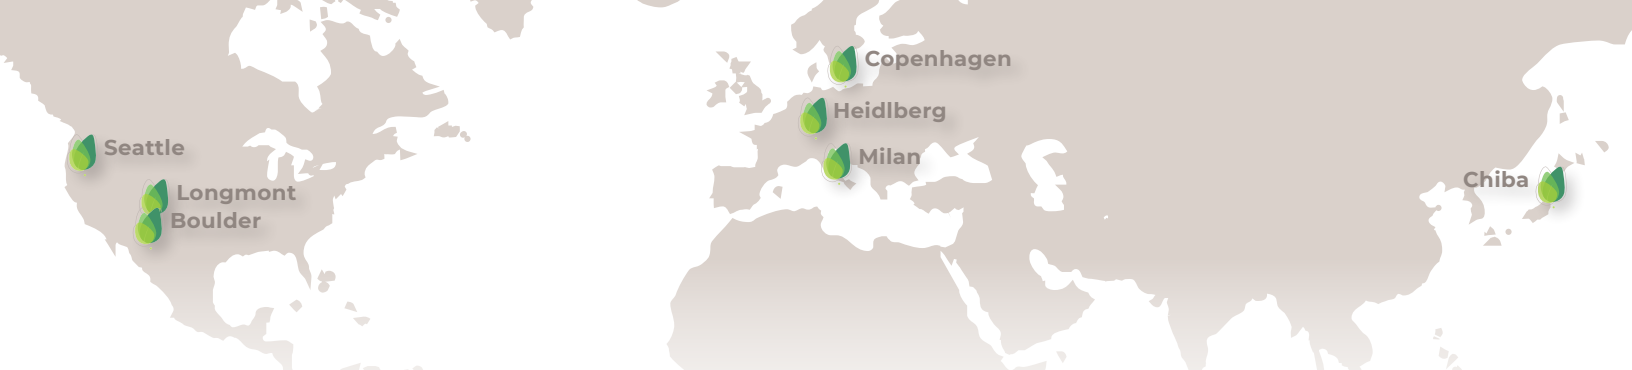 Copenhagen
Heidlberg
Seattle
Milan
Chiba
Longmont
Boulder